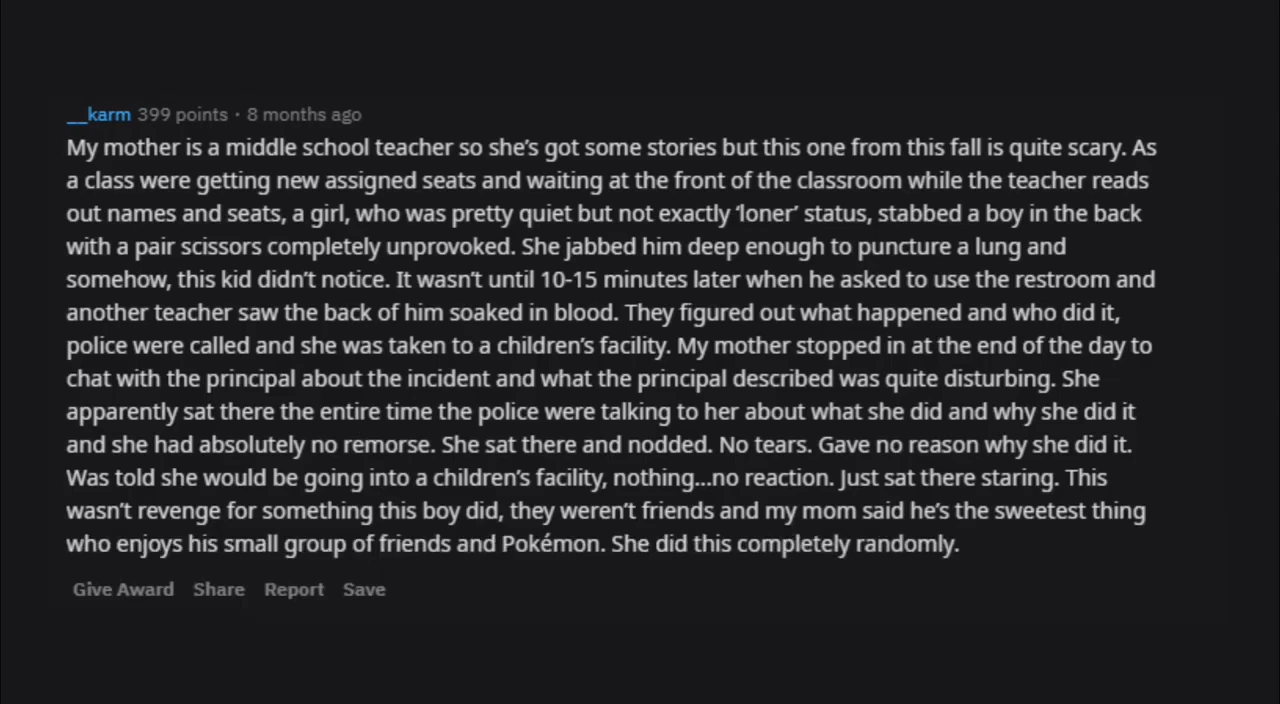 __karm 399 points · 8 months ago
My mother is a middle school teacher so she’s got some stories but this one from this fall is quite scary. As
a class were getting new assigned seats and waiting at the front of the classroom while the teacher reads
out names and seats, a girl, who was pretty quiet but not exactly ‘loner’ status, stabbed a boy in the back
with a pair scissors completely unprovoked. She jabbed him deep enough to puncture a lung and
somehow, this kid didn’t notice. It wasn’t until 10-15 minutes later when he asked to use the restroom and
another teacher saw the back of him soaked in blood. They figured out what happened and who did it,
police were called and she was taken to a children’s facility. My mother stopped in at the end of the day to
chat with the principal about the incident and what the principal described was quite disturbing. She
apparently sat there the entire time the police were talking to her about what she did and why she did it
and she had absolutely no remorse. She sat there and nodded. No tears. Gave no reason why she did it.
Was told she would be going into a children’s facility, nothing...no reaction. Just sat there staring. This
wasn’t revenge for something this boy did, they weren’t friends and my mom said he’s the sweetest thing
who enjoys his small group of friends and Pokémon. She did this completely randomly.
Give Award Share Report Save